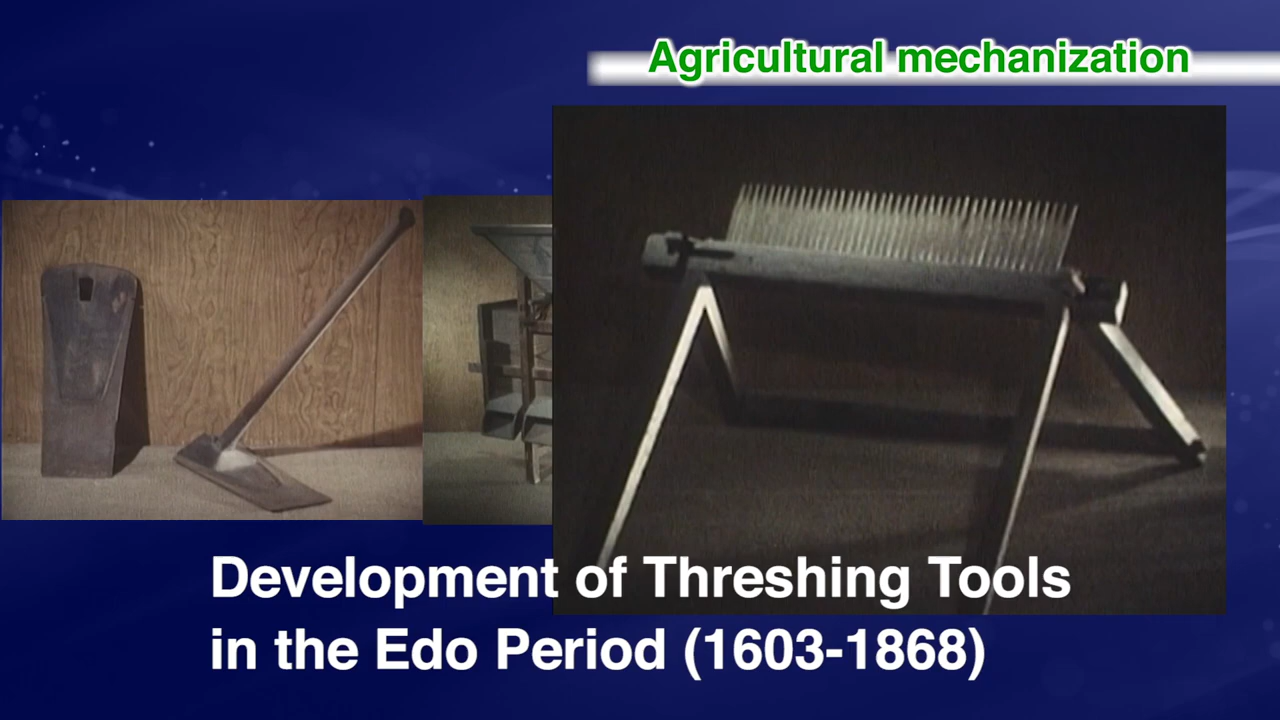 Agricultural mechanization
Development of Threshing Tools
in the Edo Period (1603-1868)